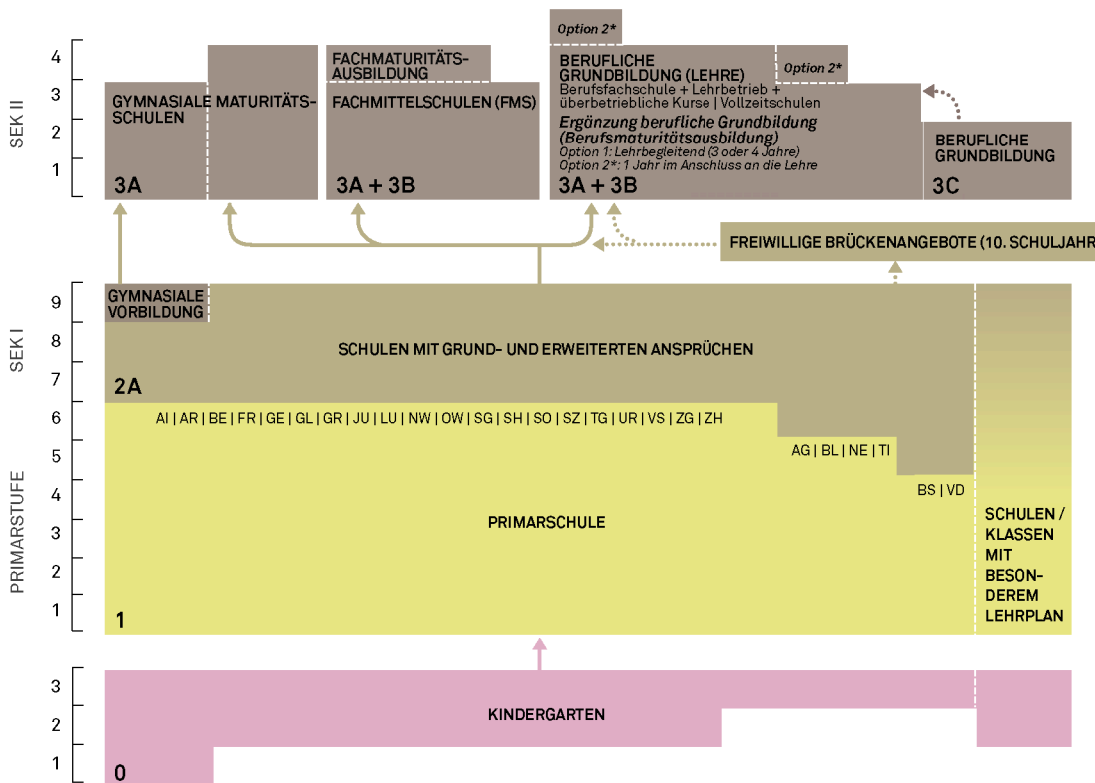 SEK II
4
3
2
1
Option 2*
FACHMATURITÄTS-
AUSBILDUNG
GYMNASIALE MATURITÄTS-
SCHULEN
FACHMITTELSCHULEN (FMS)
BERUFLICHE
GRUNDBILDUNG (LEHRE)
Berufsfachschule + Lehrbetrieb +
überbetriebliche Kurse | Vollzeitschulen
Ergänzung berufliche Grundbildung
(Berufsmaturitätsausbildung)
Option 1: Lehrbegleitend (3 oder 4 Jahre)
Option 2*: 1 Jahr im Anschluss an die Lehre
Option 2*
BERUFLICHE
GRUNDBILDUNG
3A
3A + 3B
3A + 3B
3C
FREIWILLIGE BRÜCKENANGEBOTE (10. SCHULJAHR
SEK I
9
8
7
GYMNASIALE
VORBILDUNG
SCHULEN MIT GRUND- UND ERWEITERTEN ANSPRÜCHEN
2A
PRIMARSTUFE
6
5
4
3
2
1
AI | AR | BE | FR | GE | GL | GR | JU | LU | NW | OW | SG | SH | SO | SZ | TG | UR | VS | ZG | ZH
AG | BL | NE | TI
BS | VD
PRIMARSCHULE
SCHULEN /
KLASSEN
MIT
BESON-
DEREM
LEHRPLAN
1
3
2
1
KINDERGARTEN
0